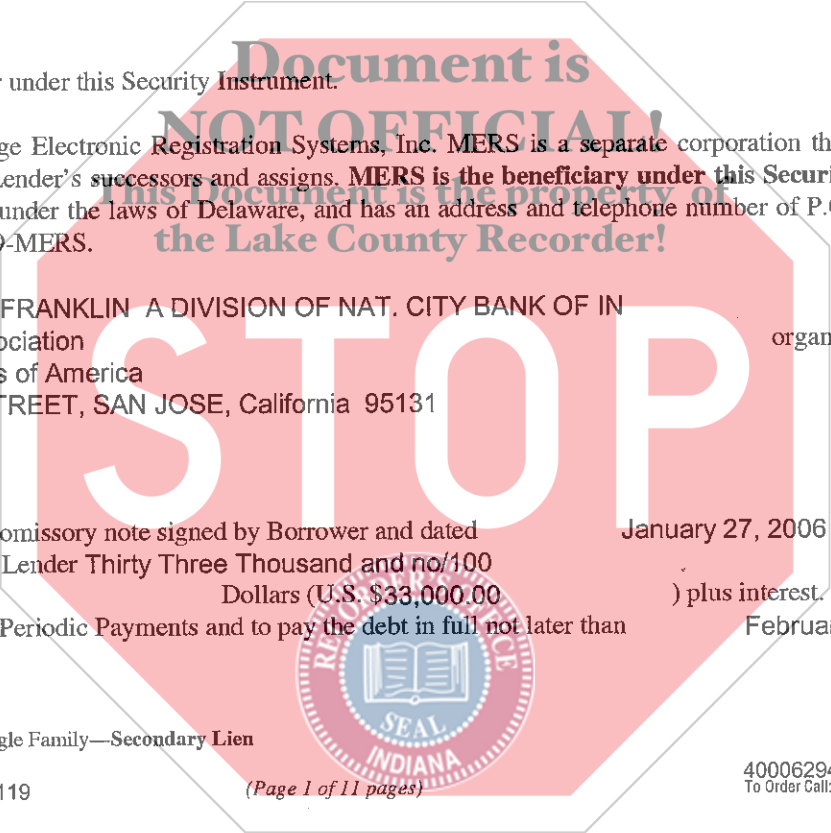 Document is
r under this Security Instrument.
NOT OFFICIAL!
ge Electronic Registration Systems, Inc. MERS is a separate corporation th
Lender's successors and assigns. MERS is the beneficiary under this Securi
This Document is the property of
under the laws of Delaware, and has an address and telephone number of P.
9-MERS.
the Lake County Recorder!
FRANKLIN A DIVISION OF NAT. CITY BANK OF IN
ociation organ
s of America
TREET, SAN JOSE, California 95131
STOP
omissory note signed by Borrower and dated January 27, 2006
Lender Thirty Three Thousand and no/100
Dollars (U.S. $33,000.00 ) plus interest.
Periodic Payments and to pay the debt in full not later than Februa
RECORDER'S OFFICE
SEAL
INDIANA
gle Family—Secondary Lien
119 (Page 1 of 11 pages) 4000629
To Order Call: